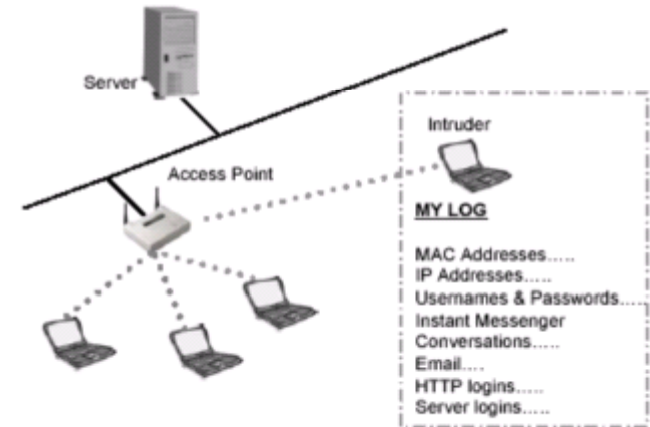 Server
Access Point
Intruder
MY LOG
MAC Addresses.....
IP Addresses.....
Usernames & Passwords.....
Instant Messenger
Conversations.....
Email....
HTTP logins.....
Server logins.....